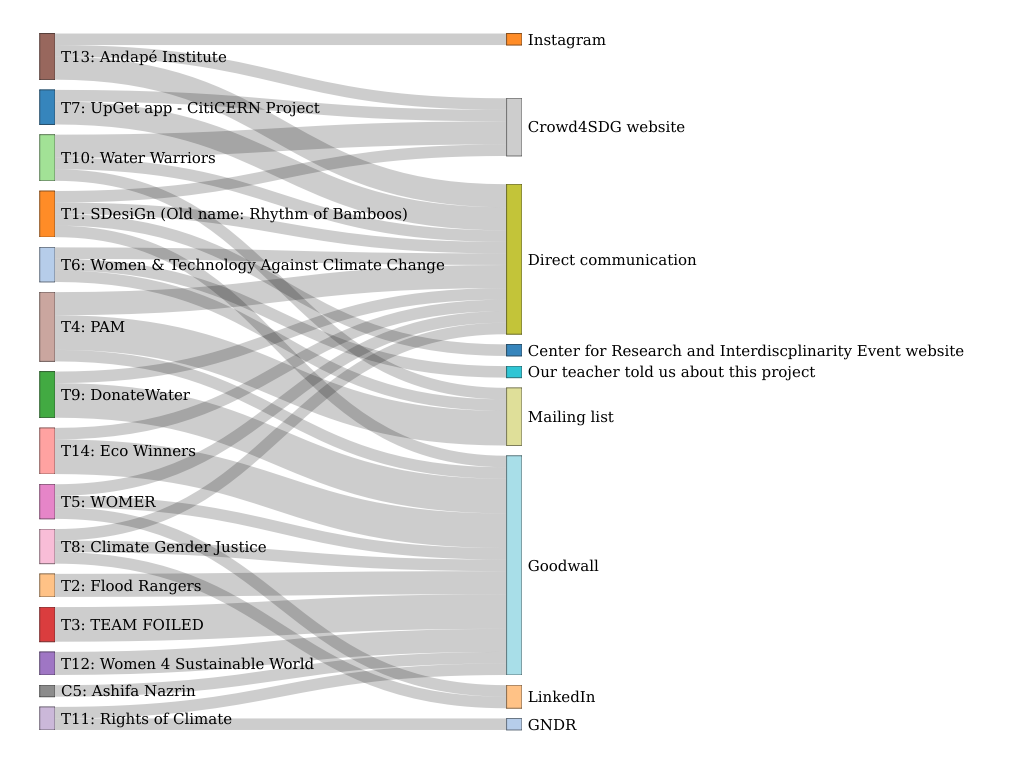 T13: Andapé Institute
T7: UpGet app - CitiCERN Project
T10: Water Warriors
T1: SDesiGn (Old name: Rhythm of Bamboos)
T6: Women & Technology Against Climate Change
T4: PAM
T9: DonateWater
T14: Eco Winners
T5: WOMER
T8: Climate Gender Justice
T2: Flood Rangers
T3: TEAM FOILED
T12: Women 4 Sustainable World
C5: Ashifa Nazrin
T11: Rights of Climate
Instagram
Crowd4SDG website
Direct communication
Center for Research and Interdiscplinarity Event website
Our teacher told us about this project
Mailing list
Goodwall
LinkedIn
GNDR